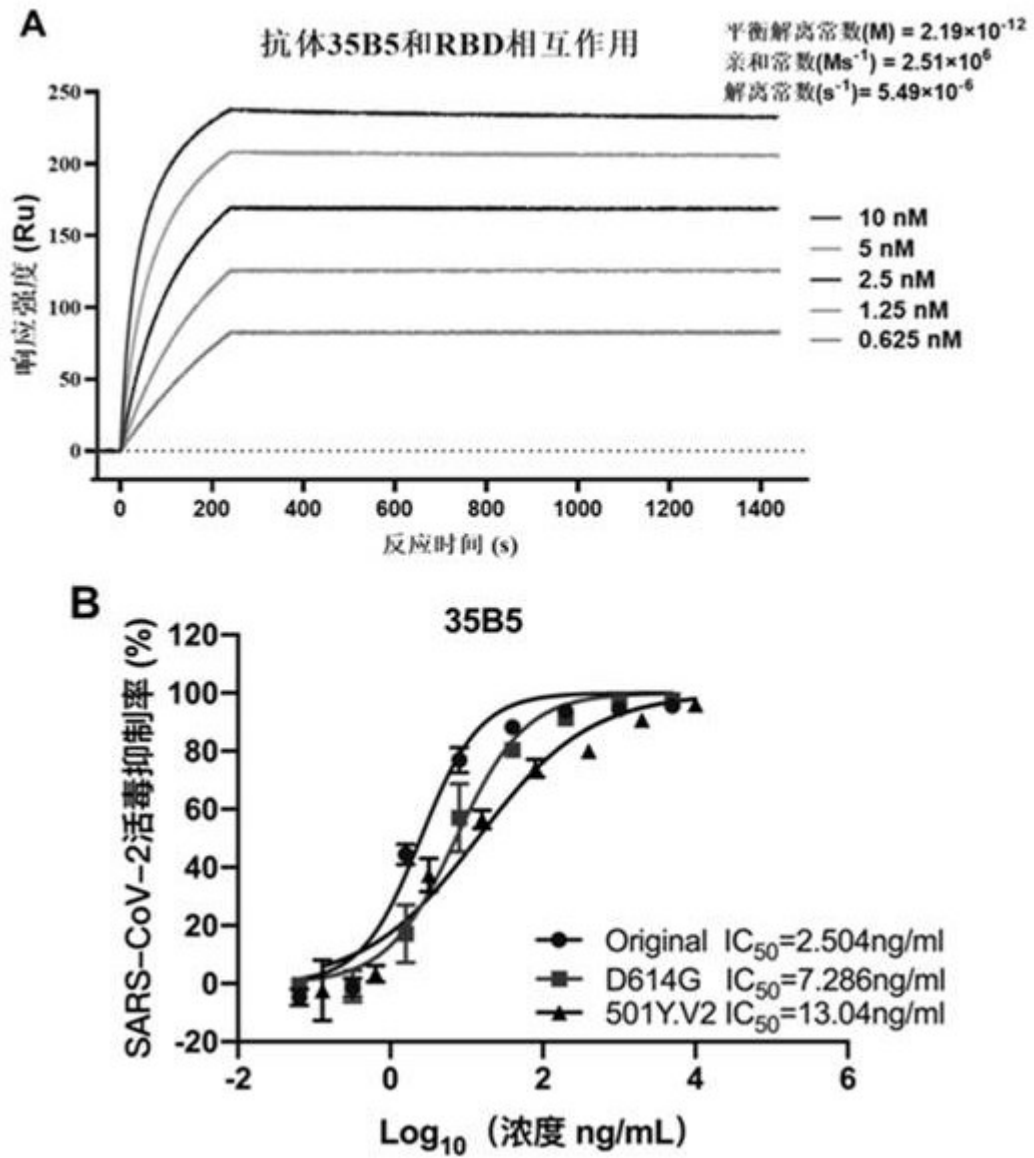 A
抗体35B5和RBD相互作用
平衡解离常数(M) = 2.19×10⁻¹²
亲和常数(Ms⁻¹) = 2.51×10⁶
解离常数(s⁻¹)= 5.49×10⁻⁶
响应强度 (Ru)
250
200
150
100
50
0
0 200 400 600 800 1000 1200 1400
反应时间 (s)
10 nM
5 nM
2.5 nM
1.25 nM
0.625 nM
B
35B5
SARS-CoV-2活毒抑制率 (%)
120
100
80
60
40
20
0
-20
-2 0 2 4 6
Log₁₀（浓度 ng/mL）
Original IC₅₀=2.504ng/ml
D614G IC₅₀=7.286ng/ml
501Y.V2 IC₅₀=13.04ng/ml